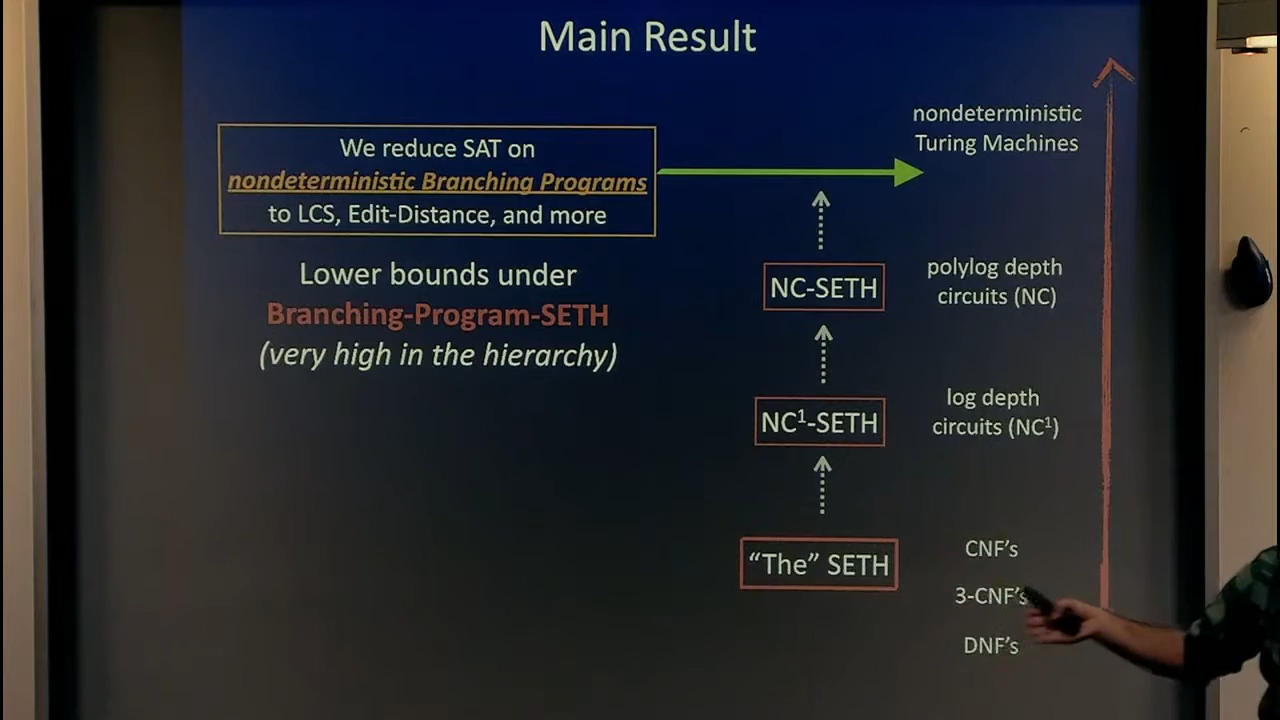 Main Result
We reduce SAT on
nondeterministic Branching Programs
to LCS, Edit-Distance, and more
Lower bounds under
Branching-Program-SETH
(very high in the hierarchy)
nondeterministic
Turing Machines
NC-SETH
polylog depth
circuits (NC)
NC¹-SETH
log depth
circuits (NC¹)
“The” SETH
CNF’s
3-CNF’s
DNF’s